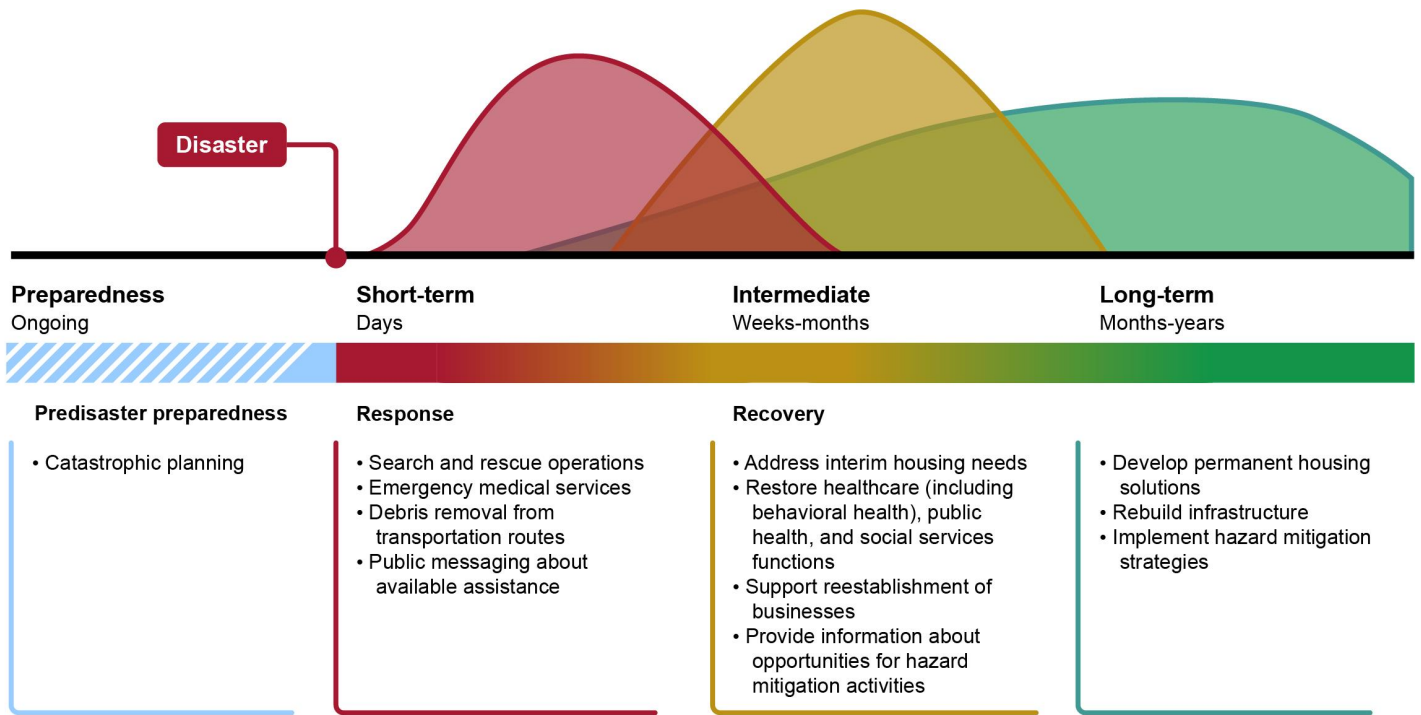 Disaster
Preparedness
Ongoing
Short-term
Days
Intermediate
Weeks-months
Long-term
Months-years
Predisaster preparedness
• Catastrophic planning
Response
• Search and rescue operations
• Emergency medical services
• Debris removal from
transportation routes
• Public messaging about
available assistance
Recovery
• Address interim housing needs
• Restore healthcare (including
behavioral health), public
health, and social services
functions
• Support reestablishment of
businesses
• Provide information about
opportunities for hazard
mitigation activities
• Develop permanent housing
solutions
• Rebuild infrastructure
• Implement hazard mitigation
strategies